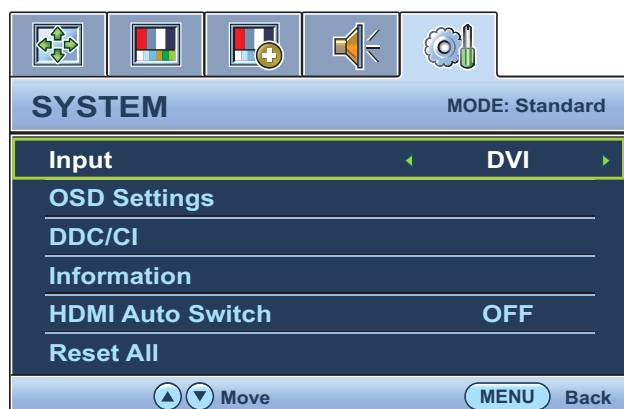 SYSTEM MODE: Standard
Input DVI
OSD Settings
DDC/CI
Information
HDMI Auto Switch OFF
Reset All
Move MENU Back